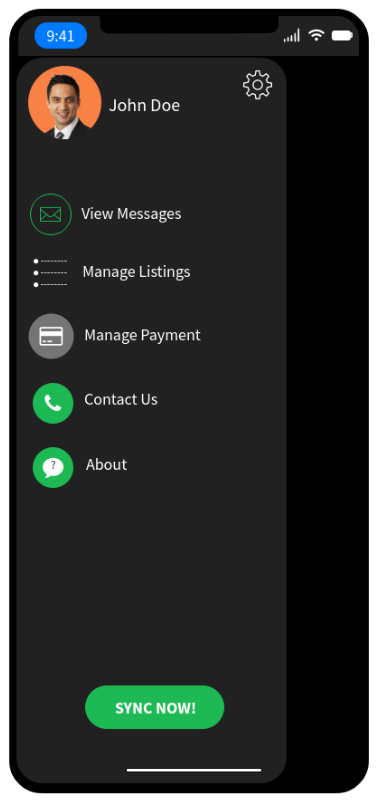 9:41
John Doe
View Messages
Manage Listings
Manage Payment
Contact Us
?
About
SYNC NOW!